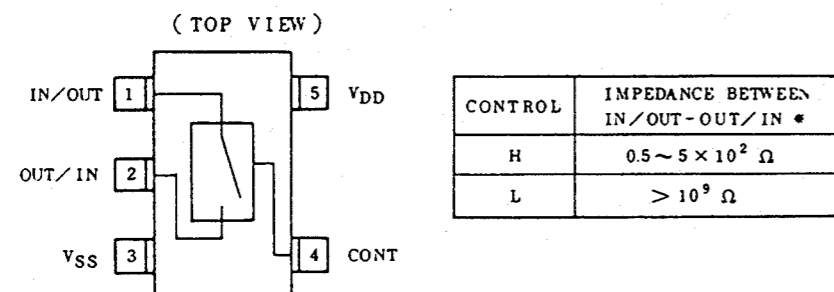 (TOP VIEW)
IN/OUT 1
5 VDD
OUT/IN 2
VSS 3
4 CONT
CONTROL
IMPEDANCE BETWEEN
IN/OUT-OUT/IN *
H
0.5~5×10² Ω
L
>10⁹ Ω